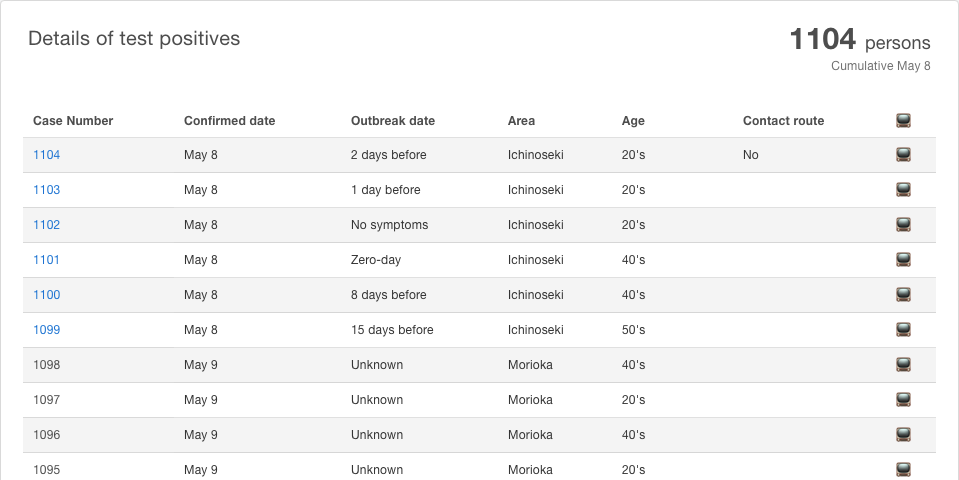 Details of test positives
1104 persons
Cumulative May 8
Case Number Confirmed date Outbreak date Area Age Contact route
1104 May 8 2 days before Ichinoseki 20's No
1103 May 8 1 day before Ichinoseki 20's
1102 May 8 No symptoms Ichinoseki 20's
1101 May 8 Zero-day Ichinoseki 40's
1100 May 8 8 days before Ichinoseki 40's
1099 May 8 15 days before Ichinoseki 50's
1098 May 9 Unknown Morioka 40's
1097 May 9 Unknown Morioka 20's
1096 May 9 Unknown Morioka 40's
1095 May 9 Unknown Morioka 20's